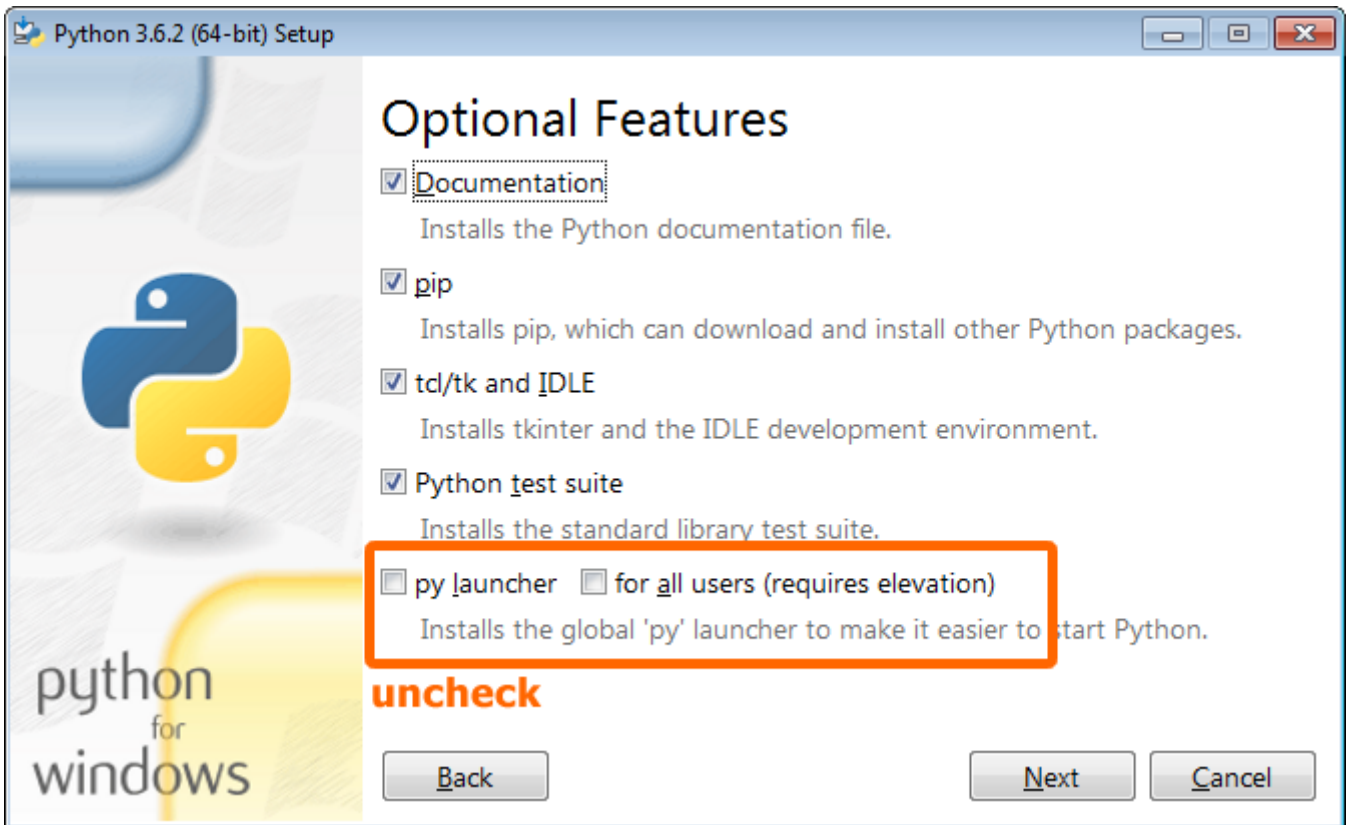 Python 3.6.2 (64-bit) Setup
Optional Features
Documentation
Installs the Python documentation file.
pip
Installs pip, which can download and install other Python packages.
tcl/tk and IDLE
Installs tkinter and the IDLE development environment.
Python test suite
Installs the standard library test suite.
py launcher for all users (requires elevation)
Installs the global 'py' launcher to make it easier to start Python.
uncheck
python
for
windows
Back Next Cancel